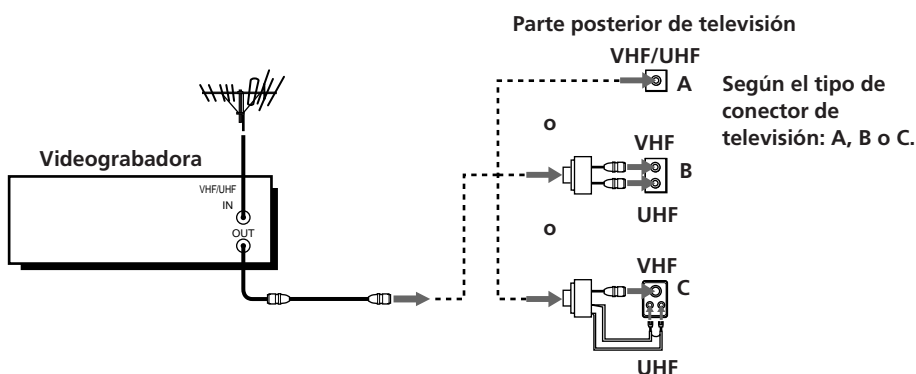 Parte posterior de televisión
VHF/UHF
A
Según el tipo de
conector de
televisión: A, B o C.
o
VHF
B
UHF
Videograbadora
VHF/UHF
IN
OUT
o
VHF
C
UHF